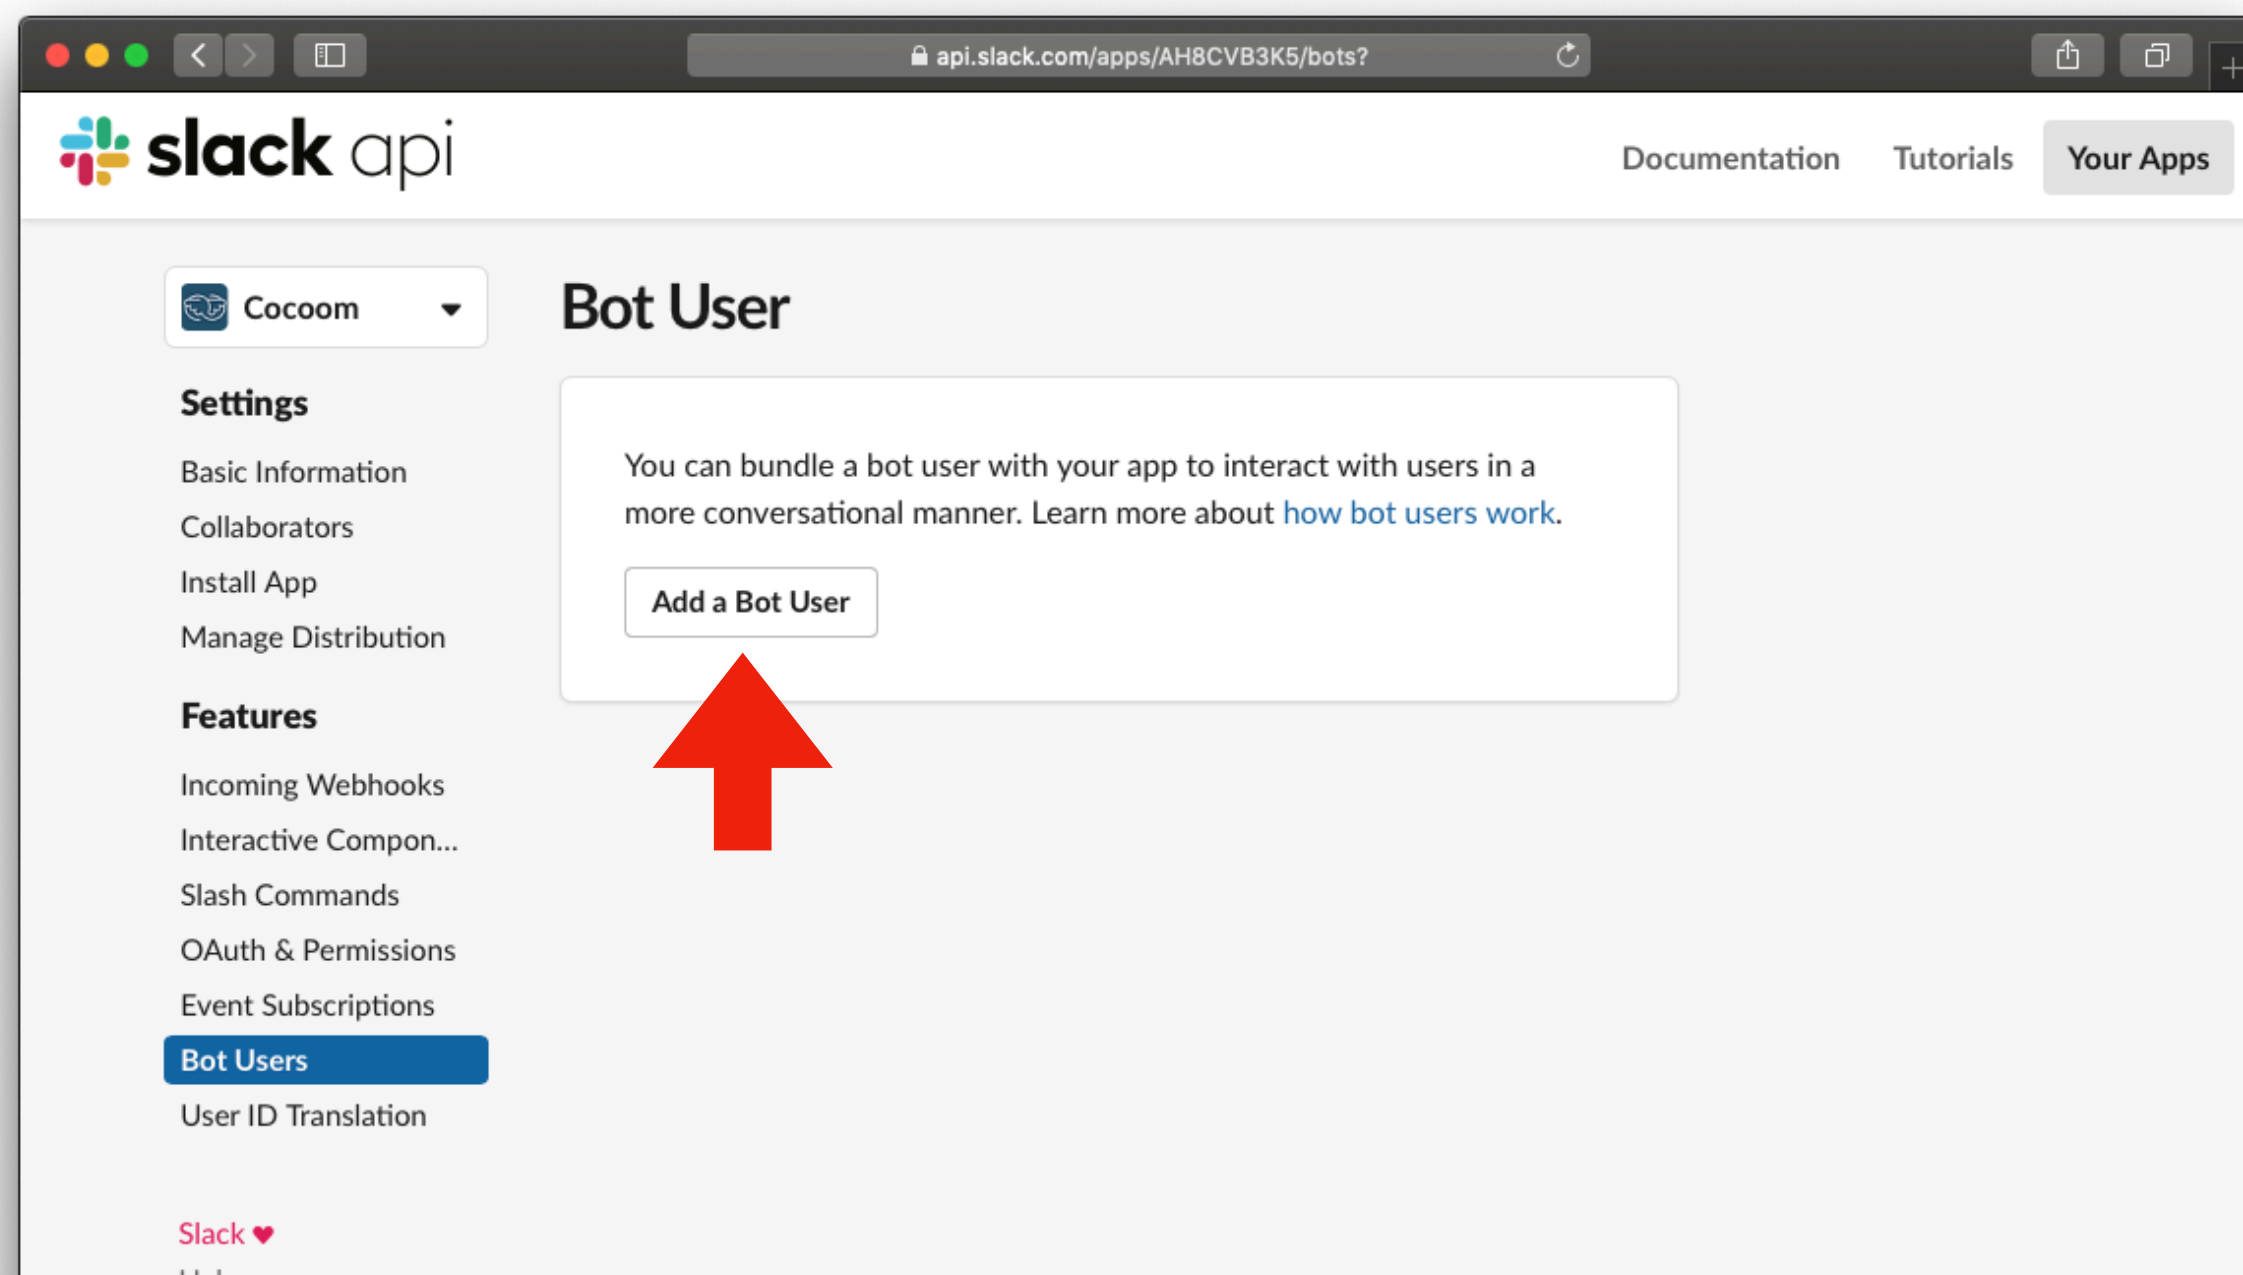 api.slack.com/apps/AH8CVB3K5/bots?
slack api
Documentation Tutorials Your Apps
Cocoom
Bot User
Settings
Basic Information
Collaborators
Install App
Manage Distribution
You can bundle a bot user with your app to interact with users in a
more conversational manner. Learn more about how bot users work.
Add a Bot User
Features
Incoming Webhooks
Interactive Compon...
Slash Commands
OAuth & Permissions
Event Subscriptions
Bot Users
User ID Translation
Slack ♥